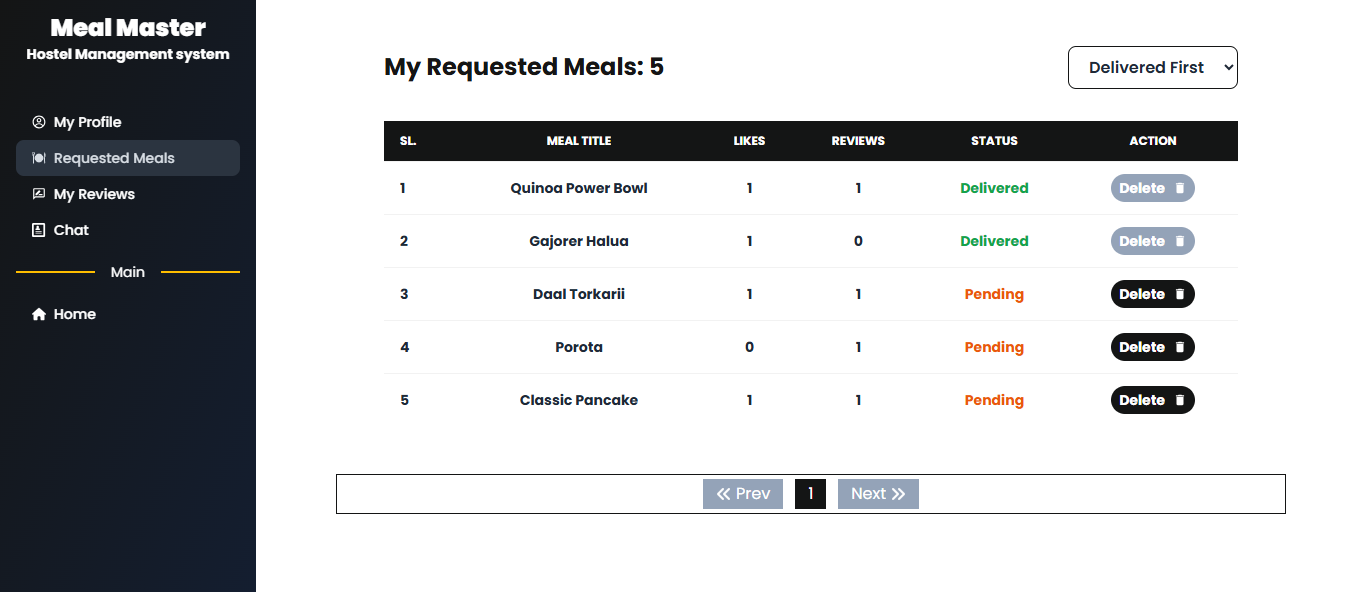 Meal Master
Hostel Management system
My Profile
Requested Meals
My Reviews
Chat
Main
Home
My Requested Meals: 5
Delivered First
SL. MEAL TITLE LIKES REVIEWS STATUS ACTION
1 Quinoa Power Bowl 1 1 Delivered Delete
2 Gajorer Halua 1 0 Delivered Delete
3 Daal Torkarii 1 1 Pending Delete
4 Porota 0 1 Pending Delete
5 Classic Pancake 1 1 Pending Delete
Prev 1 Next